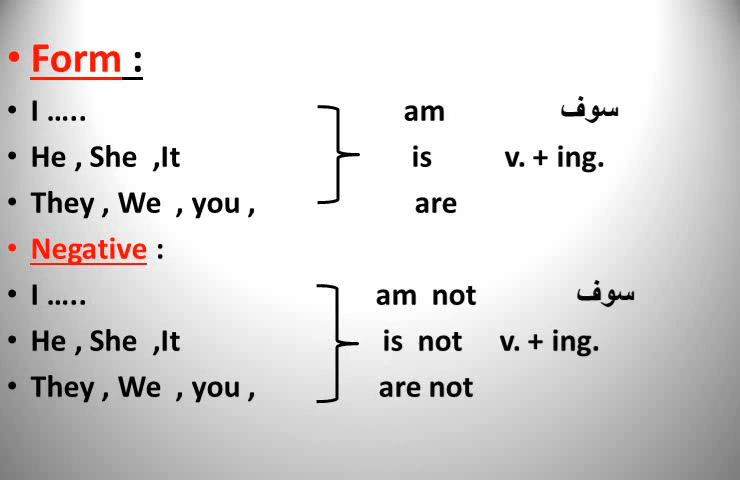 • Form :
• I ..... am سوف
• He , She ,It is v. + ing.
• They , We , you , are
• Negative :
• I ..... am not سوف
• He , She ,It is not v. + ing.
• They , We , you , are not